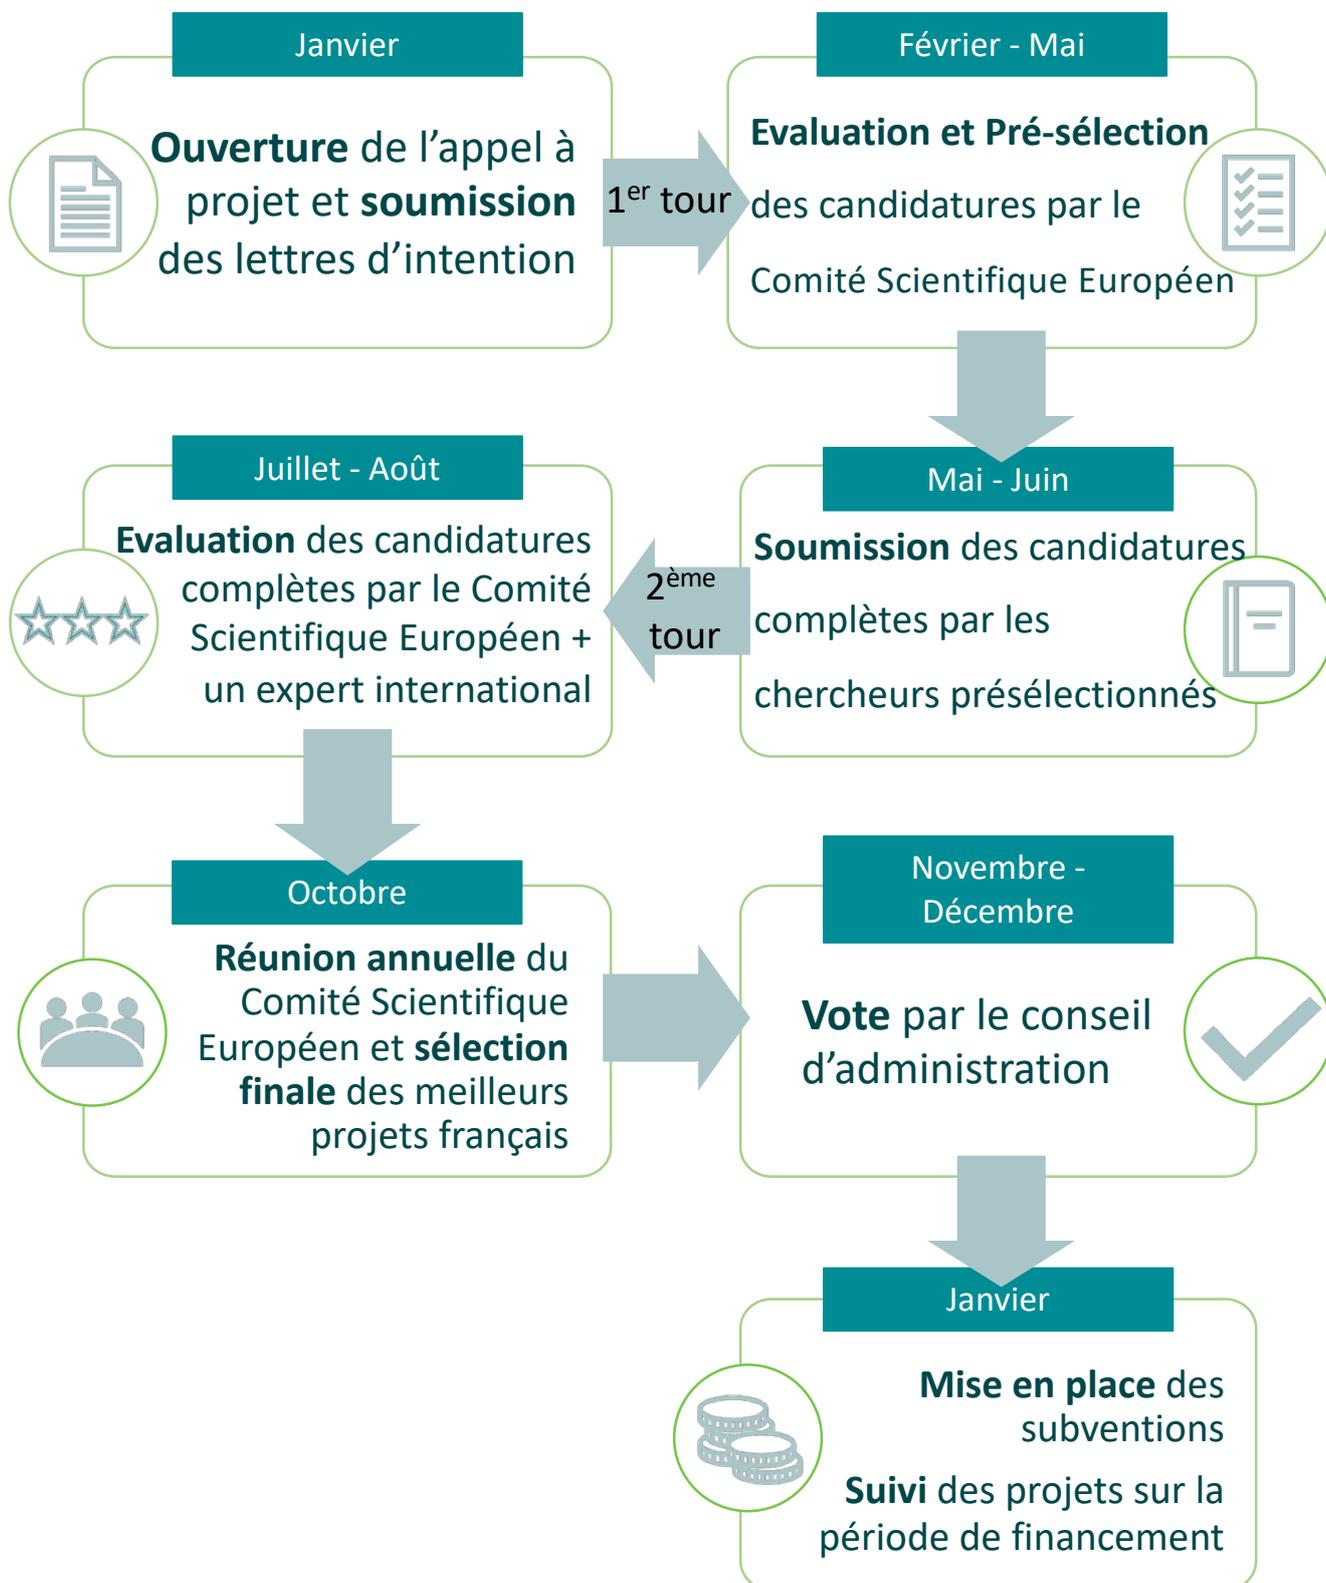 Janvier
Ouverture de l'appel à
projet et soumission
des lettres d'intention
1er tour
Février - Mai
Evaluation et Pré-sélection
des candidatures par le
Comité Scientifique Européen
Mai - Juin
Soumission des candidatures
complètes par les
chercheurs présélectionnés
2ème
tour
Juillet - Août
Evaluation des candidatures
complètes par le Comité
Scientifique Européen +
un expert international
Octobre
Réunion annuelle du
Comité Scientifique
Européen et sélection
finale des meilleurs
projets français
Novembre -
Décembre
Vote par le conseil
d'administration
Janvier
Mise en place des
subventions
Suivi des projets sur la
période de financement